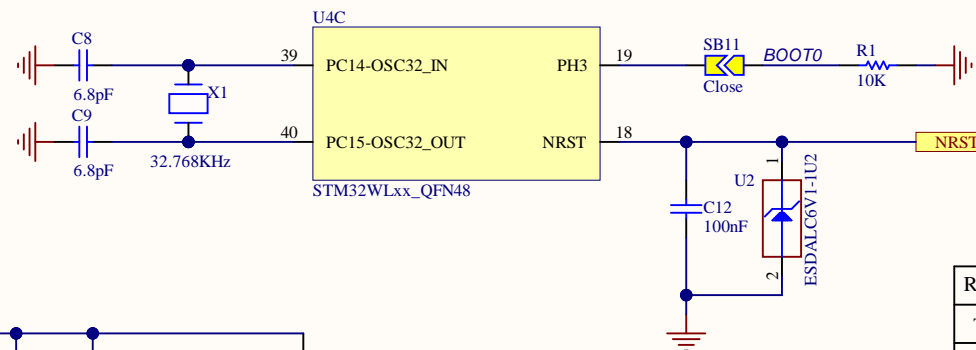 U4C
C8
6.8pF
39
PC14-OSC32_IN
PH3
19
SB11
Close
BOOT0
R1
10K
X1
C9
6.8pF
32.768KHz
40
PC15-OSC32_OUT
NRST
18
NRST
STM32WLxx_QFN48
C12
100nF
1
U2
2
ESDALC6V1-1U2
R